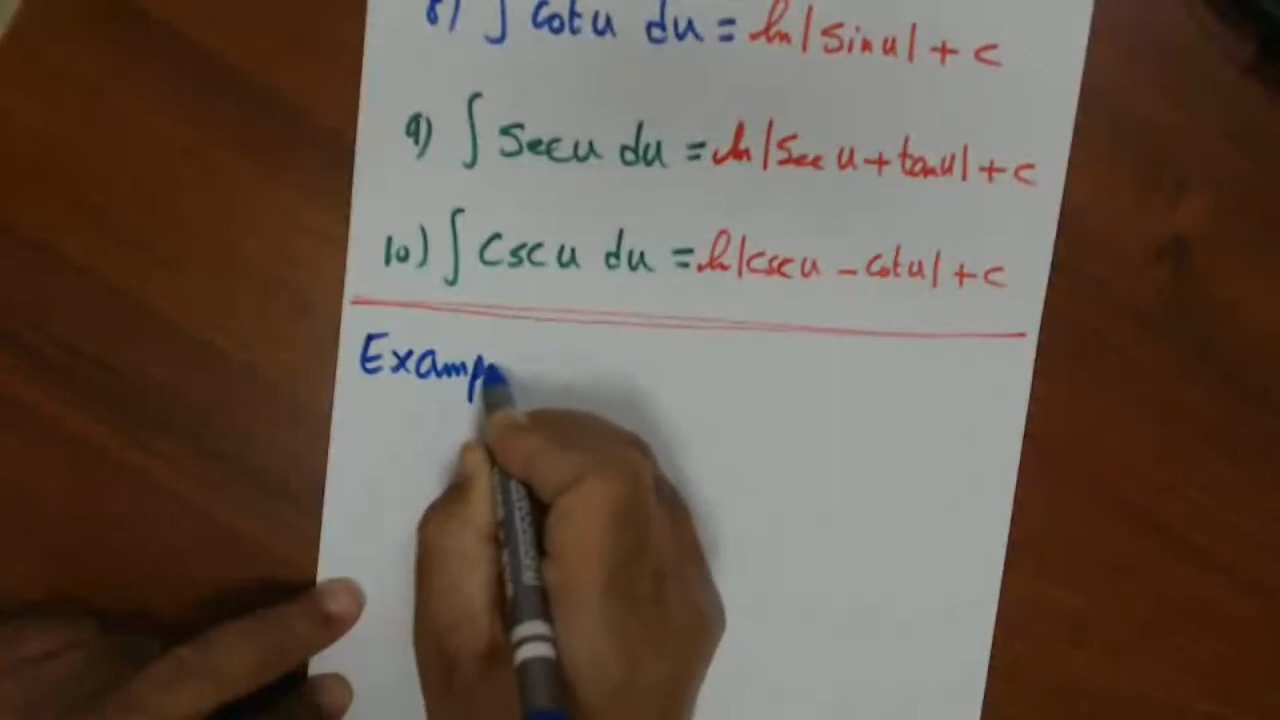 8) ∫ Cot u du = ln|Sin u| + c
9) ∫ Sec u du = ln|Sec u + tan u| + c
10) ∫ Csc u du = ln|csc u - Cot u| + c
Examp